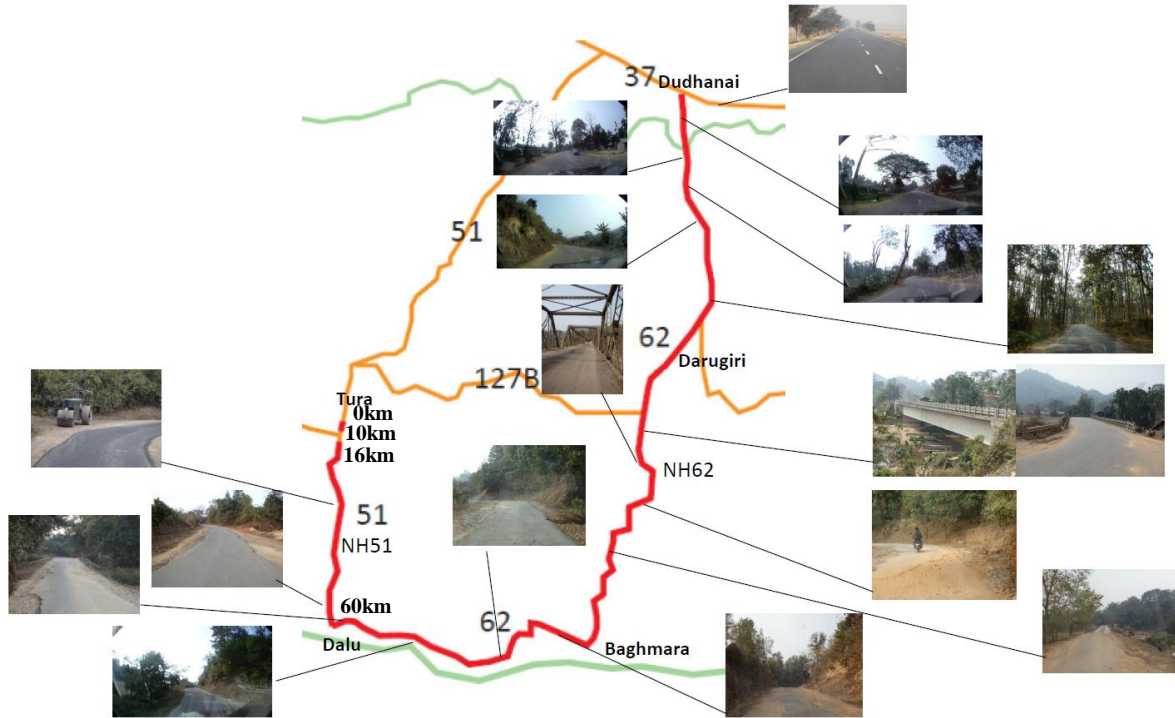 37
Dudhanai
51
62
Darugiri
127B
Tura
0km
10km
16km
NH62
51
NH51
60km
62
Dalu
Baghmara